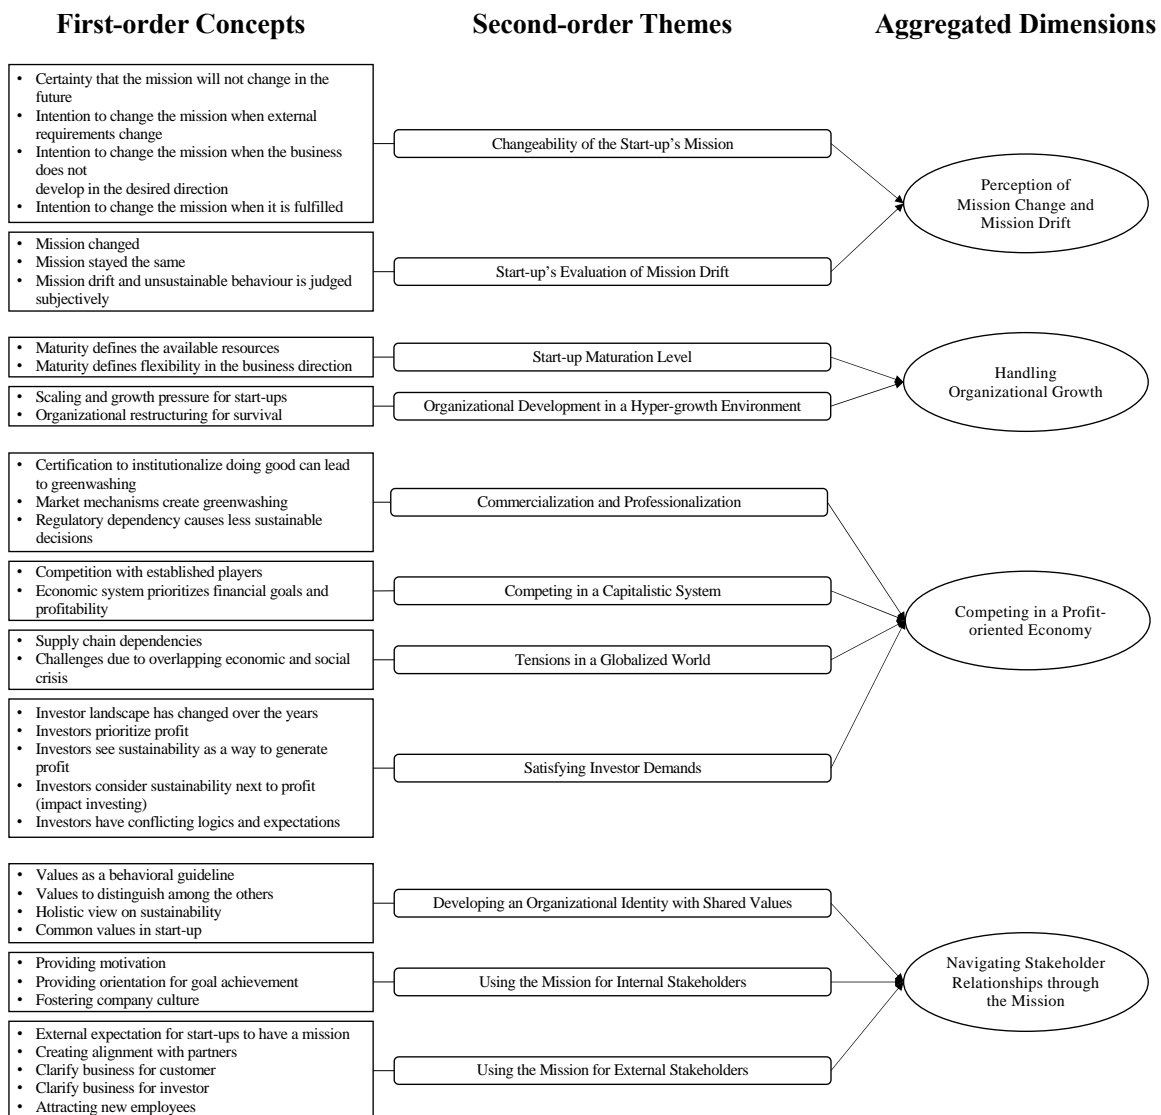 First-order Concepts
Second-order Themes
Aggregated Dimensions
• Certainty that the mission will not change in the
future
• Intention to change the mission when external
requirements change
• Intention to change the mission when the business
does not
develop in the desired direction
• Intention to change the mission when it is fulfilled
Changeability of the Start-up's Mission
• Mission changed
• Mission stayed the same
• Mission drift and unsustainable behaviour is judged
subjectively
Start-up's Evaluation of Mission Drift
Perception of
Mission Change and
Mission Drift
• Maturity defines the available resources
• Maturity defines flexibility in the business direction
Start-up Maturation Level
• Scaling and growth pressure for start-ups
• Organizational restructuring for survival
Organizational Development in a Hyper-growth Environment
Handling
Organizational Growth
• Certification to institutionalize doing good can lead
to greenwashing
• Market mechanisms create greenwashing
• Regulatory dependency causes less sustainable
decisions
Commercialization and Professionalization
• Competition with established players
• Economic system prioritizes financial goals and
profitability
Competing in a Capitalistic System
• Supply chain dependencies
• Challenges due to overlapping economic and social
crisis
Tensions in a Globalized World
• Investor landscape has changed over the years
• Investors prioritize profit
• Investors see sustainability as a way to generate
profit
• Investors consider sustainability next to profit
(impact investing)
• Investors have conflicting logics and expectations
Satisfying Investor Demands
Competing in a Profit-
oriented Economy
• Values as a behavioral guideline
• Values to distinguish among the others
• Holistic view on sustainability
• Common values in start-up
Developing an Organizational Identity with Shared Values
• Providing motivation
• Providing orientation for goal achievement
• Fostering company culture
Using the Mission for Internal Stakeholders
• External expectation for start-ups to have a mission
• Creating alignment with partners
• Clarify business for customer
• Clarify business for investor
• Attracting new employees
Using the Mission for External Stakeholders
Navigating Stakeholder
Relationships through
the Mission